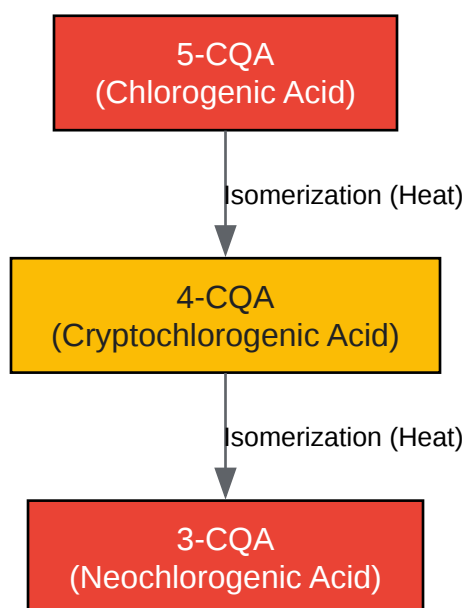 5-CQA
(Chlorogenic Acid)
Isomerization (Heat)
4-CQA
(Cryptochlorogenic Acid)
Isomerization (Heat)
3-CQA
(Neochlorogenic Acid)